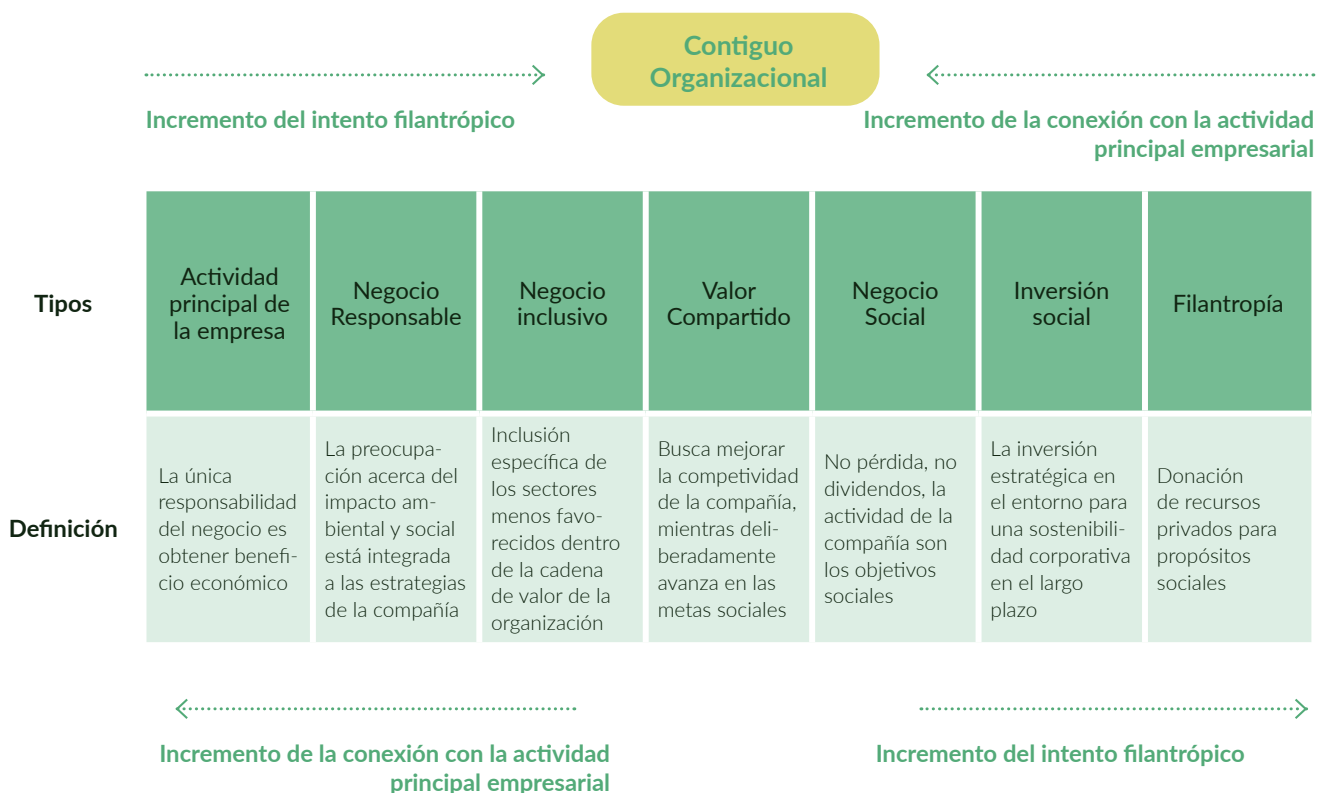 Contiguo
Organizacional
Incremento del intento filantrópico
Incremento de la conexión con la actividad
principal empresarial
Tipos
Actividad
principal de
la empresa
Negocio
Responsable
Negocio
inclusivo
Valor
Compartido
Negocio
Social
Inversión
social
Filantropía
Definición
La única
responsabilidad
del negocio es
obtener benefi-
cio económico
La preocupa-
ción acerca del
impacto am-
biental y social
está integrada
a las estrategias
de la compañía
Inclusión
específica de
los sectores
menos favo-
recidos dentro
de la cadena
de valor de la
organización
Busca mejorar
la competividad
de la compañía,
mientras deli-
beradamente
avanza en las
metas sociales
No pérdida, no
dividendos, la
actividad de la
compañía son
los objetivos
sociales
La inversión
estratégica en
el entorno para
una sostenibili-
dad corporativa
en el largo
plazo
Donación
de recursos
privados para
propósitos
sociales
Incremento de la conexión con la actividad
principal empresarial
Incremento del intento filantrópico